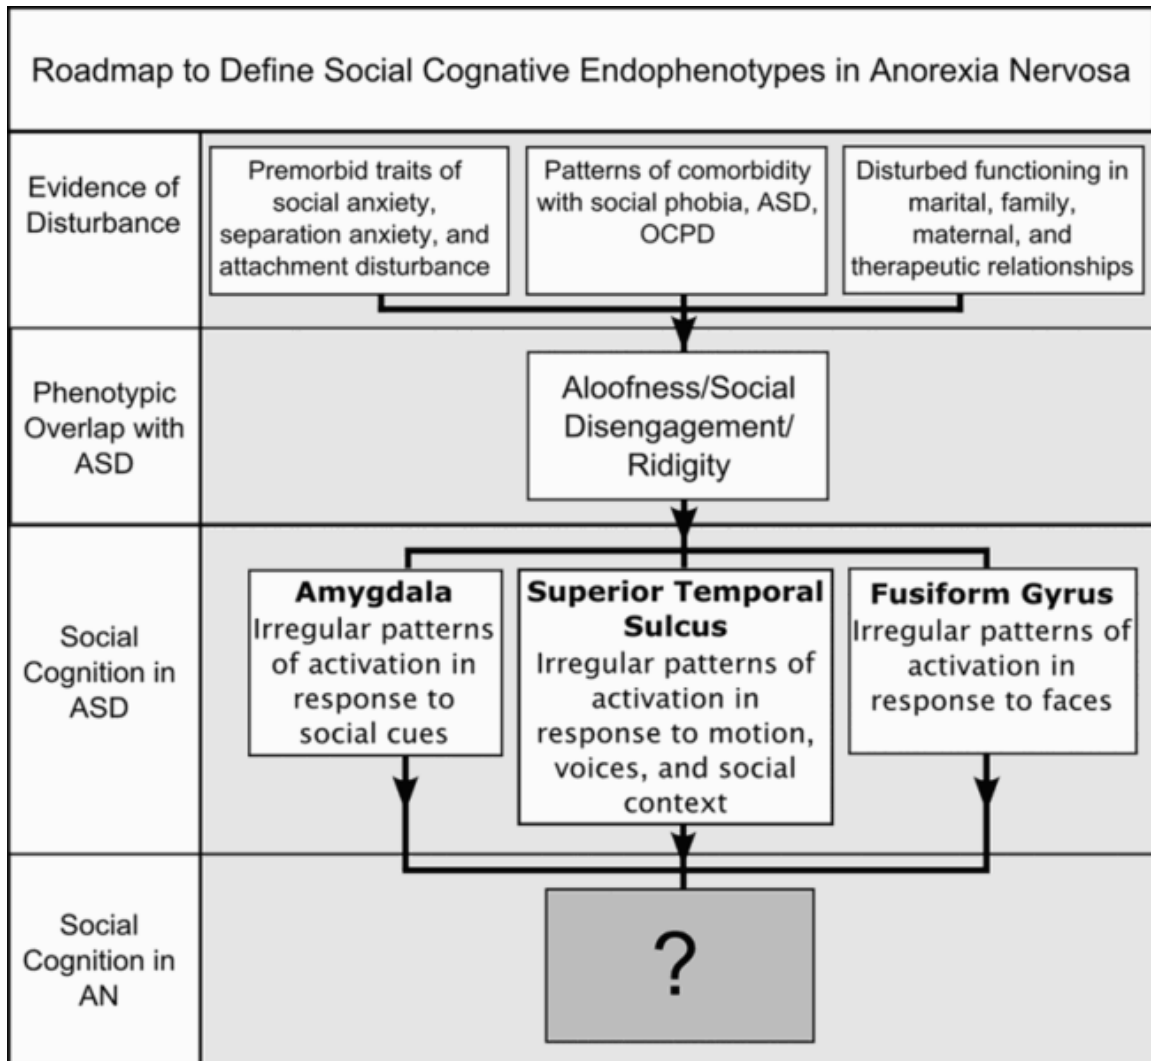 Roadmap to Define Social Cognative Endophenotypes in Anorexia Nervosa
Evidence of
Disturbance
Premorbid traits of
social anxiety,
separation anxiety, and
attachment disturbance
Patterns of comorbidity
with social phobia, ASD,
OCPD
Disturbed functioning in
marital, family,
maternal, and
therapeutic relationships
Phenotypic
Overlap with
ASD
Aloofness/Social
Disengagement/
Ridigity
Social
Cognition in
ASD
Amygdala
Irregular patterns
of activation in
response to
social cues
Superior Temporal
Sulcus
Irregular patterns of
activation in
response to motion,
voices, and social
context
Fusiform Gyrus
Irregular patterns of
activation in
response to faces
Social
Cognition in
AN
?